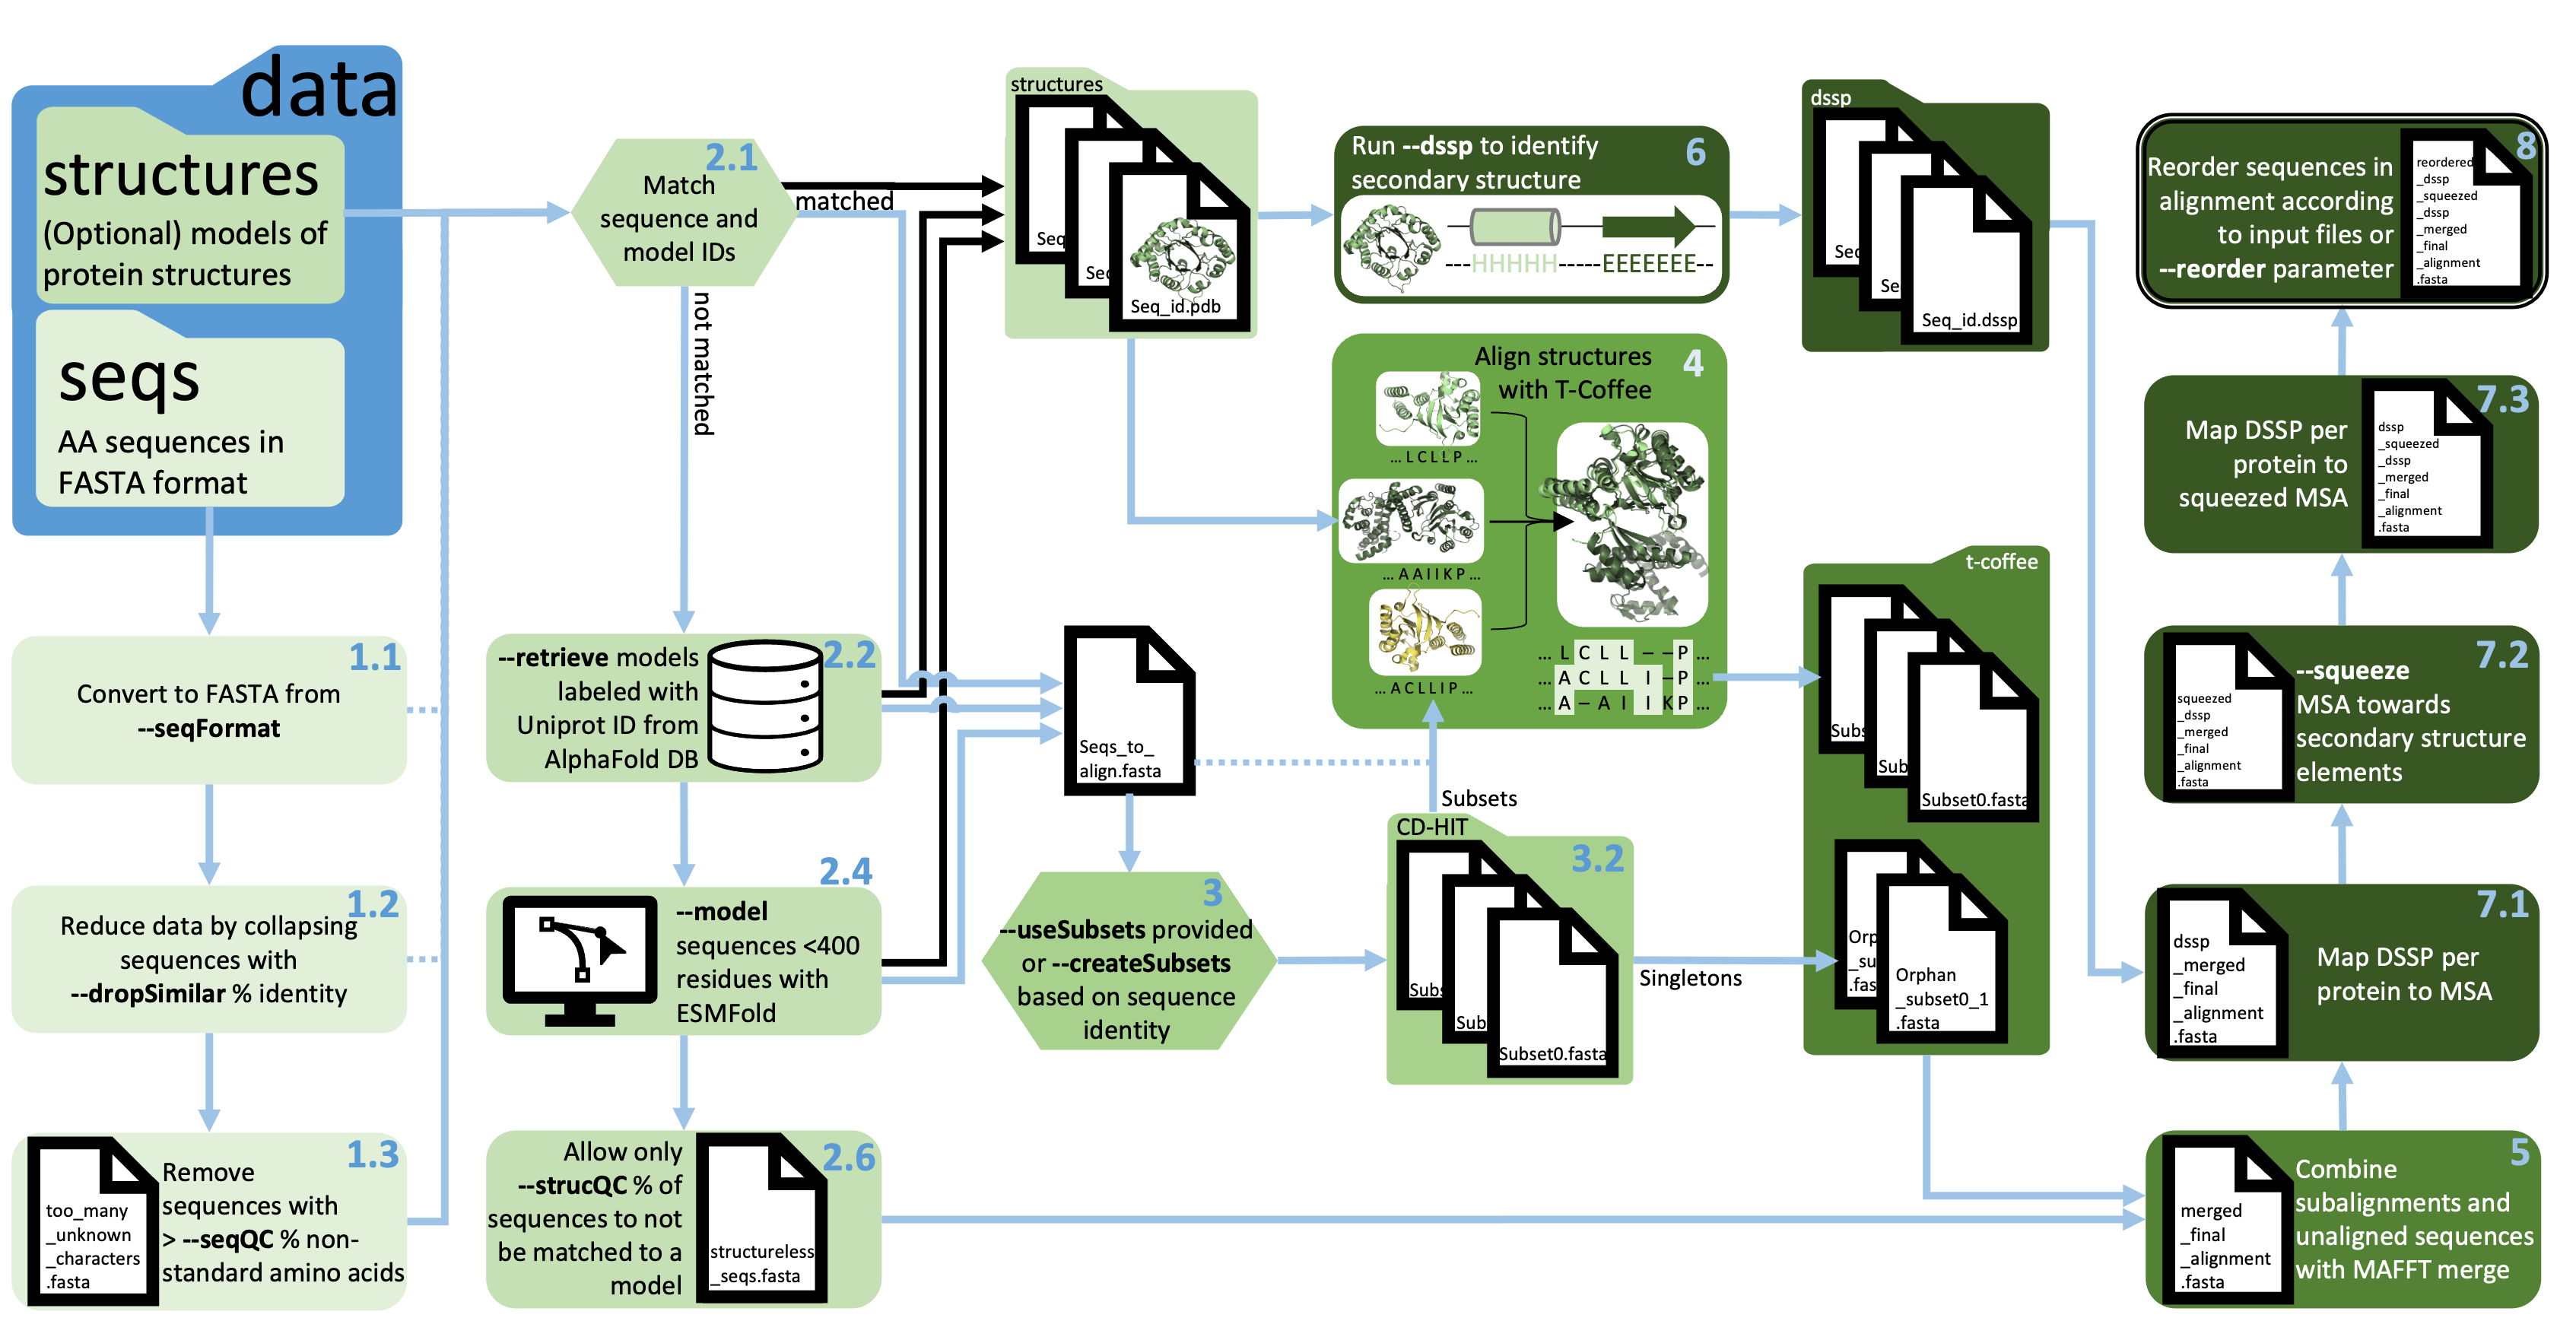 data
structures
(Optional) models of
protein structures
seqs
AA sequences in
FASTA format
1.1
Convert to FASTA from
--seqFormat
1.2
Reduce data by collapsing
sequences with
--dropSimilar % identity
1.3
Remove
sequences with
> --seqQC % non-
standard amino acids
too_many
_unknown
_characters
.fasta
2.1
Match
sequence and
model IDs
matched
not matched
2.2
--retrieve models
labeled with
Uniprot ID from
AlphaFold DB
2.4
--model
sequences <400
residues with
ESMFold
2.6
Allow only
--strucQC % of
sequences to not
be matched to a
model
structureless
_seqs.fasta
structures
Seq
Sec
Seq_id.pdb
Seqs_to_
align.fasta
3
--useSubsets provided
or --createSubsets
based on sequence
identity
6
Run --dssp to identify
secondary structure
---HHHHH-----EEEEEEE--
4
Align structures
with T-Coffee
... L C L L P ...
... A A I I K P ...
... A C L L I P ...
... L C L L – – P ...
... A C L L I – P ...
... A – A I I K P ...
Subsets
CD-HIT
3.2
Subs
Sub
Subset0.fasta
Singletons
dssp
Sec
Se
Seq_id.dssp
t-coffee
Subs
Sub
Subset0.fasta
Orp
_su
.fas
Orphan
_subset0_1
.fasta
8
Reorder sequences in
alignment according
to input files or
--reorder parameter
reordered
_dssp
_squeezed
_dssp
_merged
_final
_alignment
.fasta
7.3
Map DSSP per
protein to
squeezed MSA
dssp
_squeezed
_dssp
_merged
_final
_alignment
.fasta
7.2
--squeeze
MSA towards
secondary structure
elements
squeezed
_dssp
_merged
_final
_alignment
.fasta
7.1
Map DSSP per
protein to MSA
dssp
_merged
_final
_alignment
.fasta
5
Combine
subalignments and
unaligned sequences
with MAFFT merge
merged
_final
_alignment
.fasta